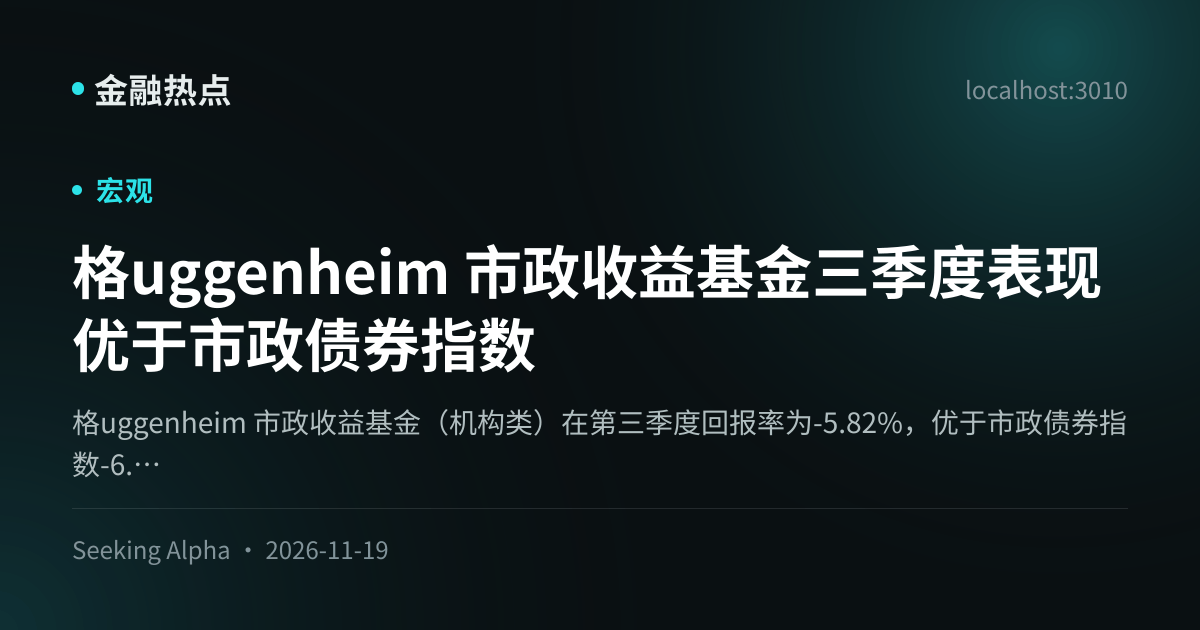 金融热点
localhost:3010
宏观
格uggenheim 市政收益基金三季度表现
优于市政债券指数
格uggenheim 市政收益基金（机构类）在第三季度回报率为-5.82%，优于市政债券指
数-6.…
Seeking Alpha • 2026-11-19